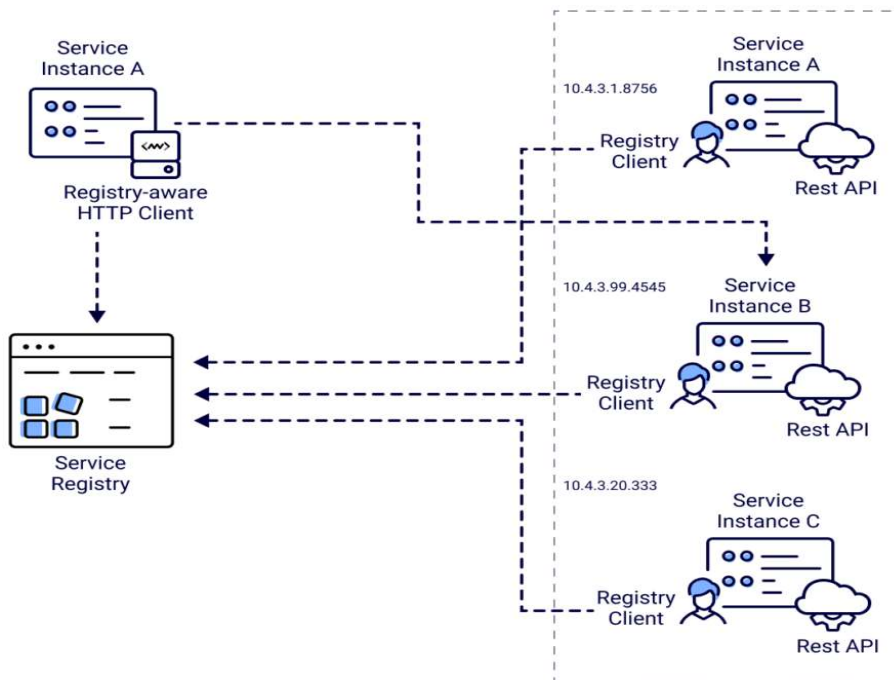 Service
Instance A
Registry-aware
HTTP Client
Service
Registry
10.4.3.1.8756
Service
Instance A
Registry
Client
Rest API
10.4.3.99.4545
Service
Instance B
Registry
Client
Rest API
10.4.3.20.333
Service
Instance C
Registry
Client
Rest API